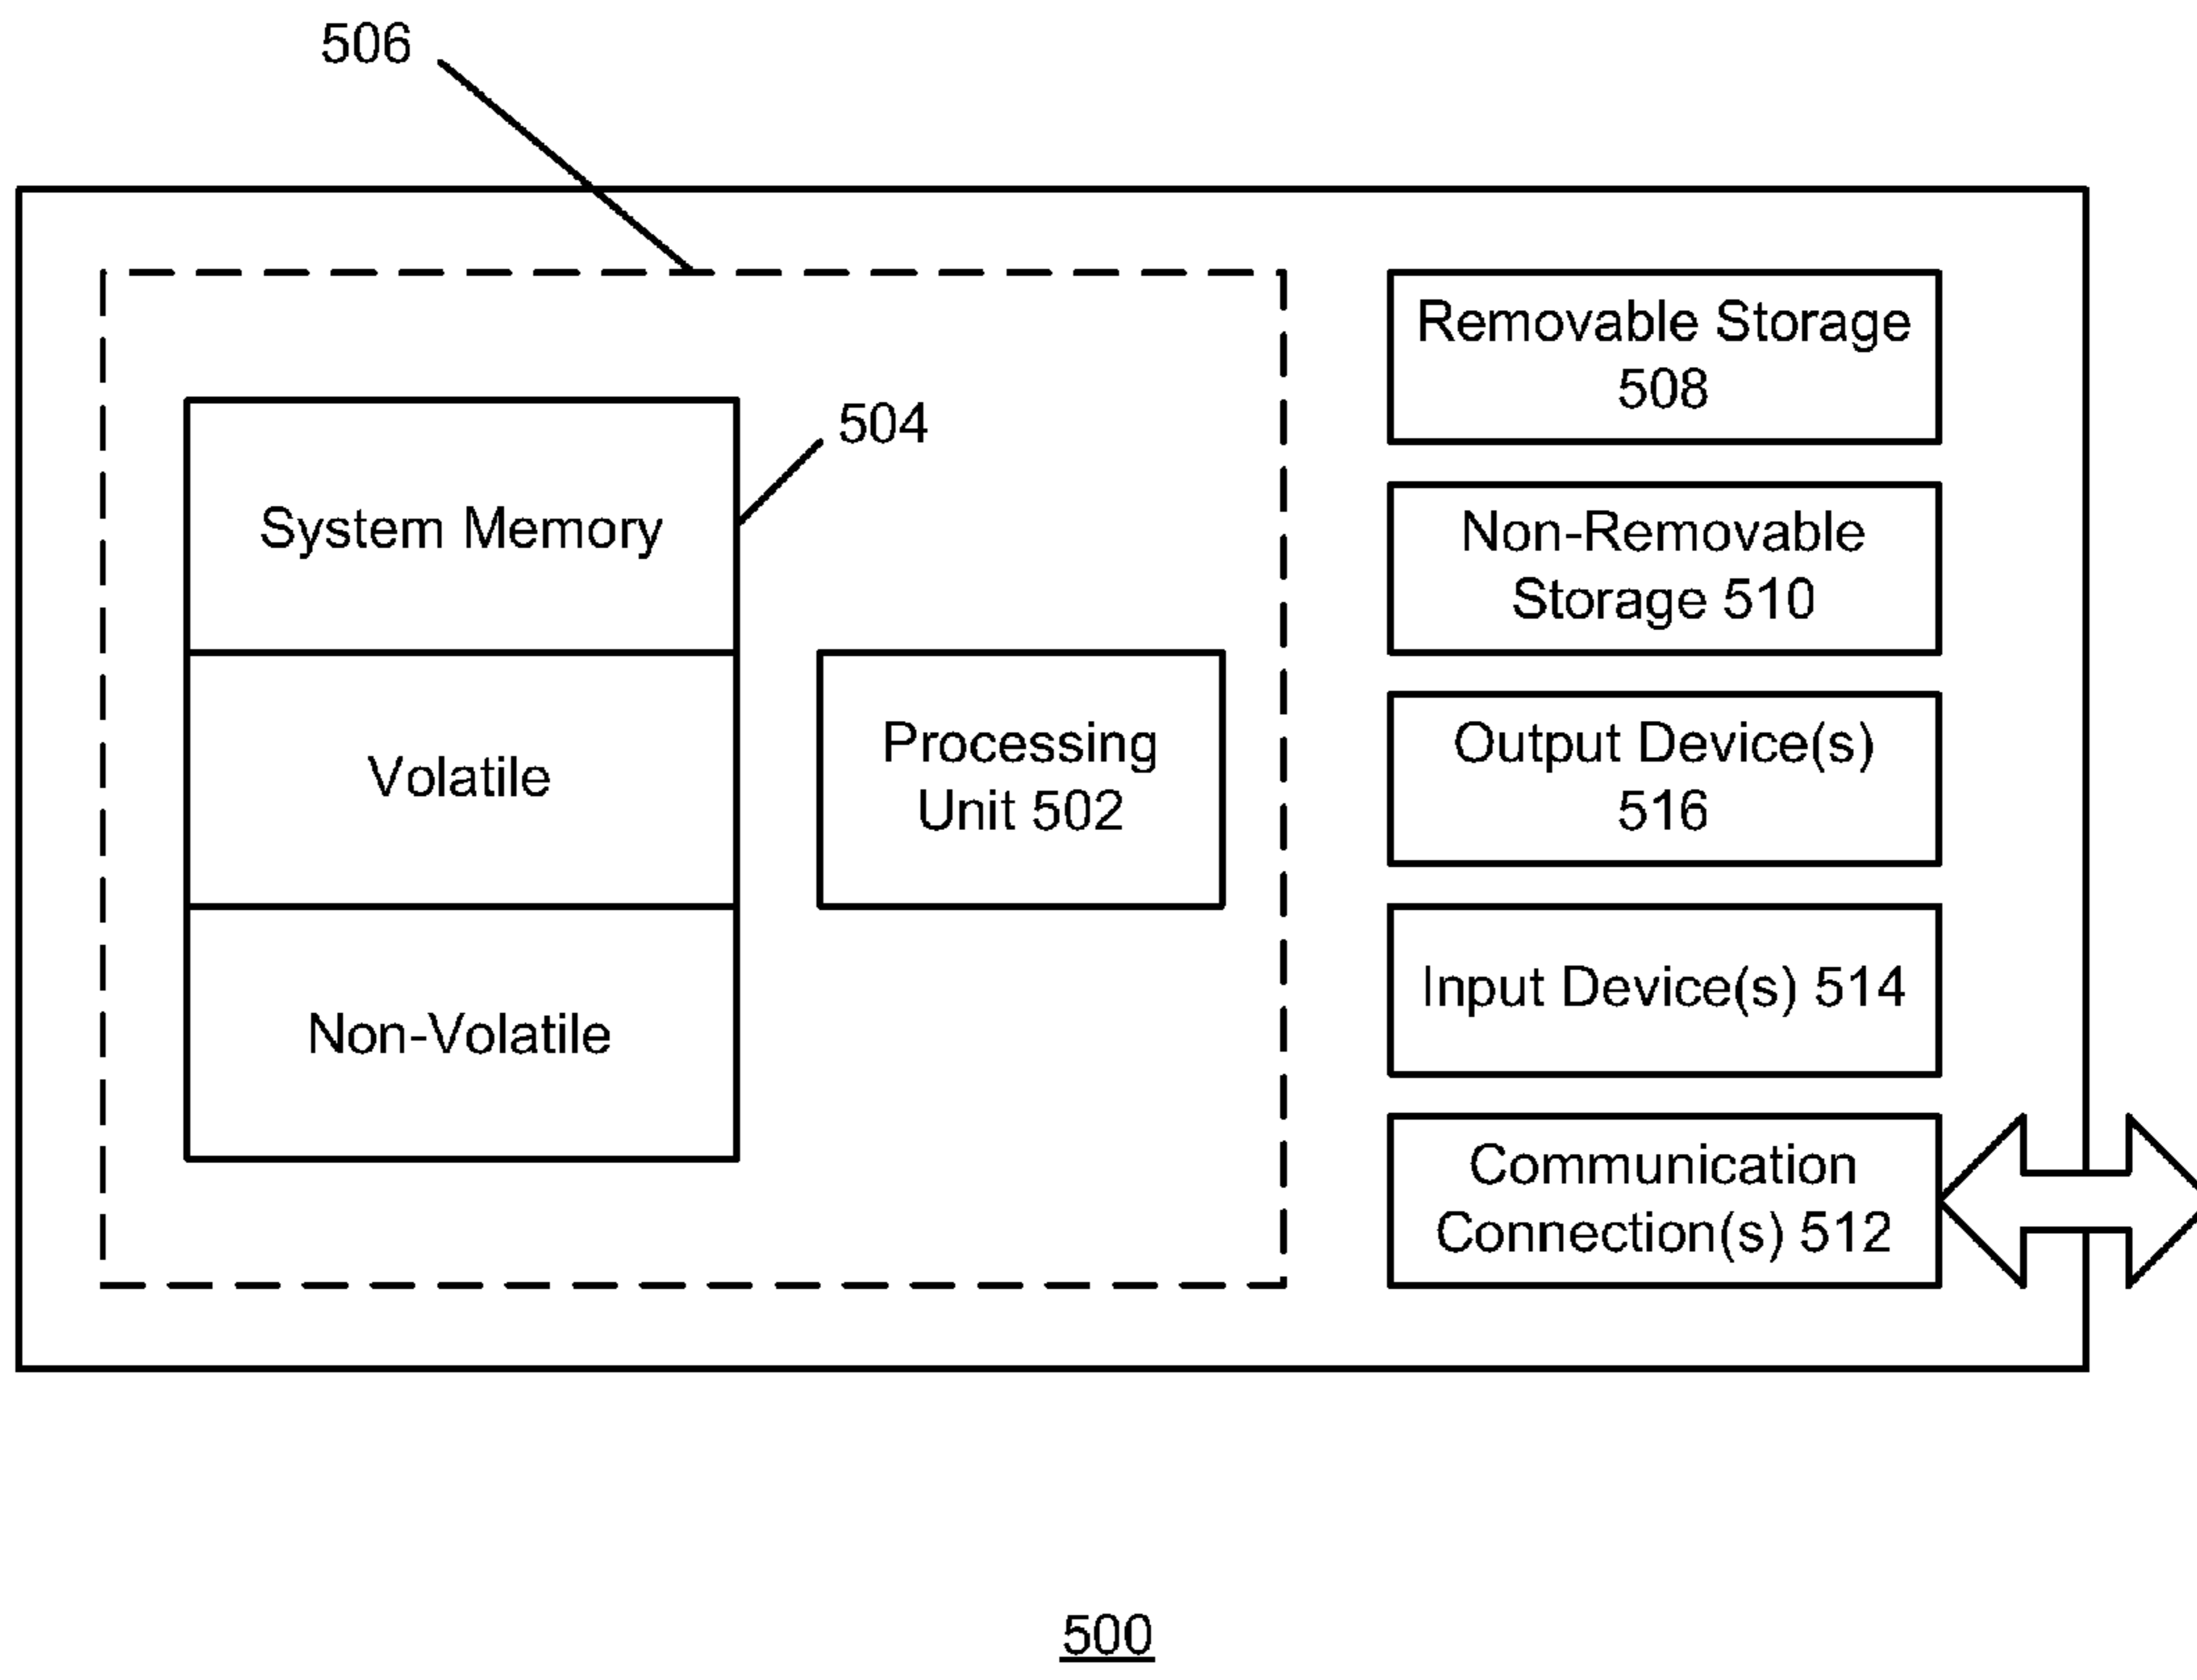 506
504
System Memory
Volatile
Non-Volatile
Processing
Unit 502
Removable Storage
508
Non-Removable
Storage 510
Output Device(s)
516
Input Device(s) 514
Communication
Connection(s) 512
500